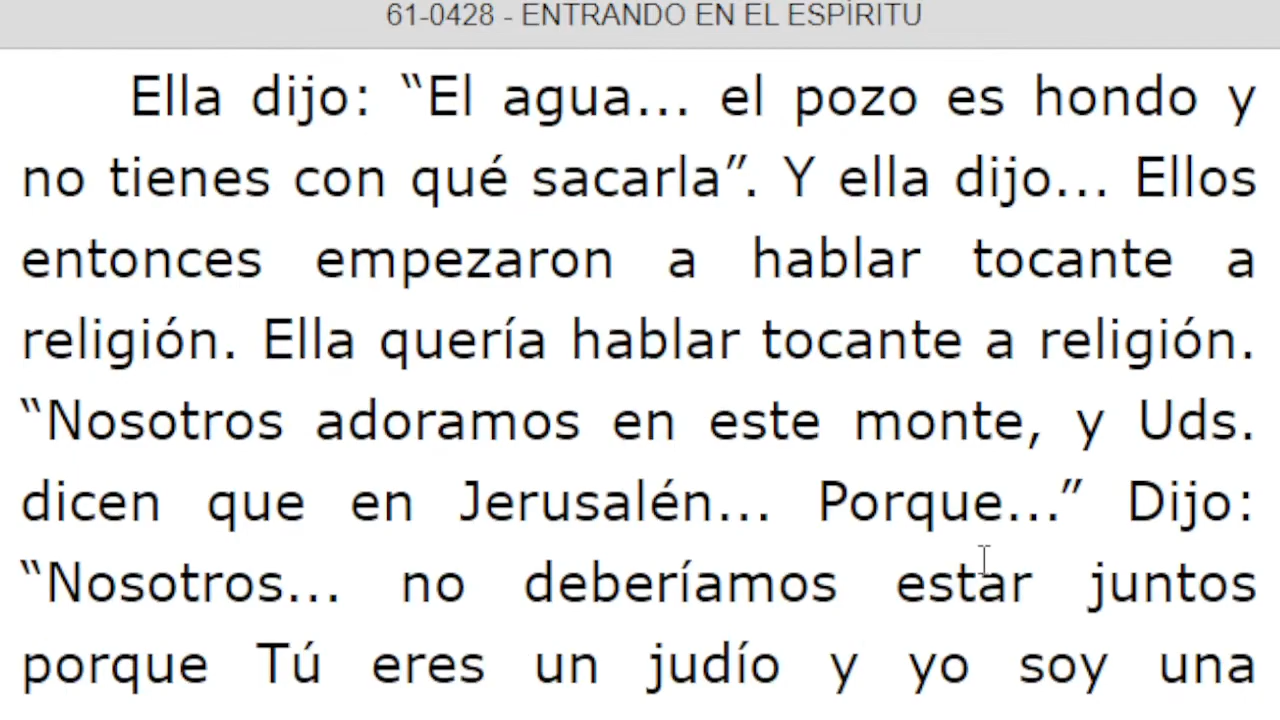 61-0428 - ENTRANDO EN EL ESPÍRITU
Ella dijo: “El agua... el pozo es hondo y
no tienes con qué sacarla”. Y ella dijo... Ellos
entonces empezaron a hablar tocante a
religión. Ella quería hablar tocante a religión.
“Nosotros adoramos en este monte, y Uds.
dicen que en Jerusalén... Porque...” Dijo:
“Nosotros... no deberíamos estar juntos
porque Tú eres un judío y yo soy una